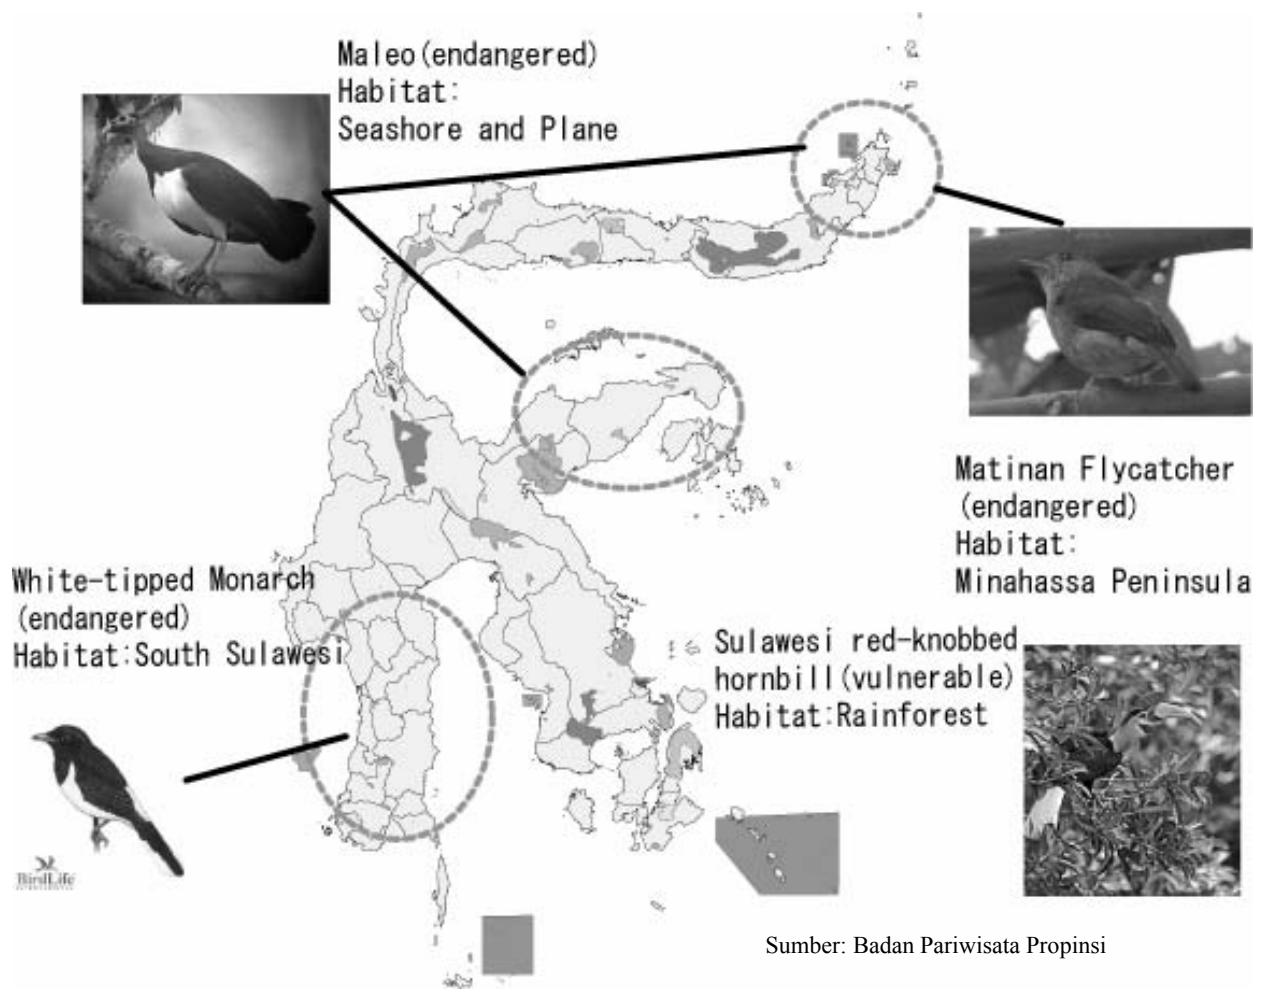 Maleo(endangered)
Habitat:
Seashore and Plane
Matinan Flycatcher
(endangered)
Habitat:
Minahassa Peninsula
White-tipped Monarch
(endangered)
Habitat:South Sulawesi
Sulawesi red-knobbed
hornbill(vulnerable)
Habitat:Rainforest
BirdLife
Sumber: Badan Pariwisata Propinsi